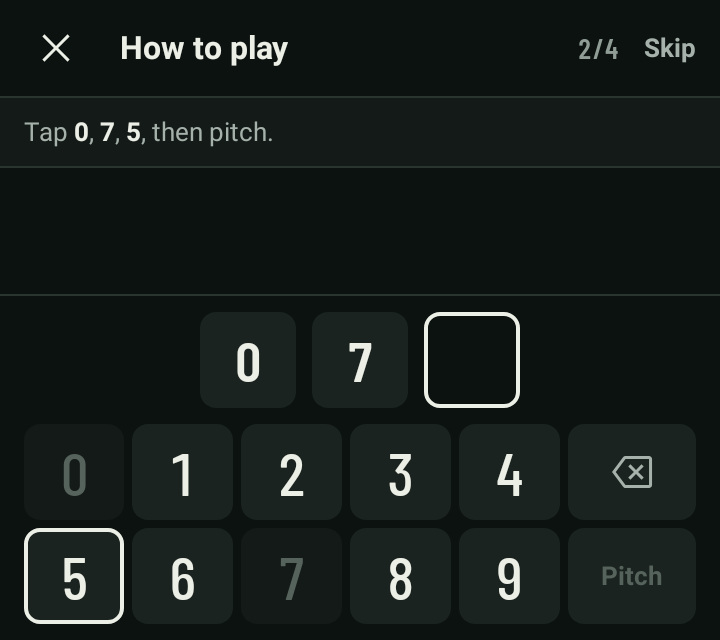 How to play 2/4 Skip
Tap 0, 7, 5, then pitch.
0 7
0 1 2 3 4
5 6 7 8 9 Pitch